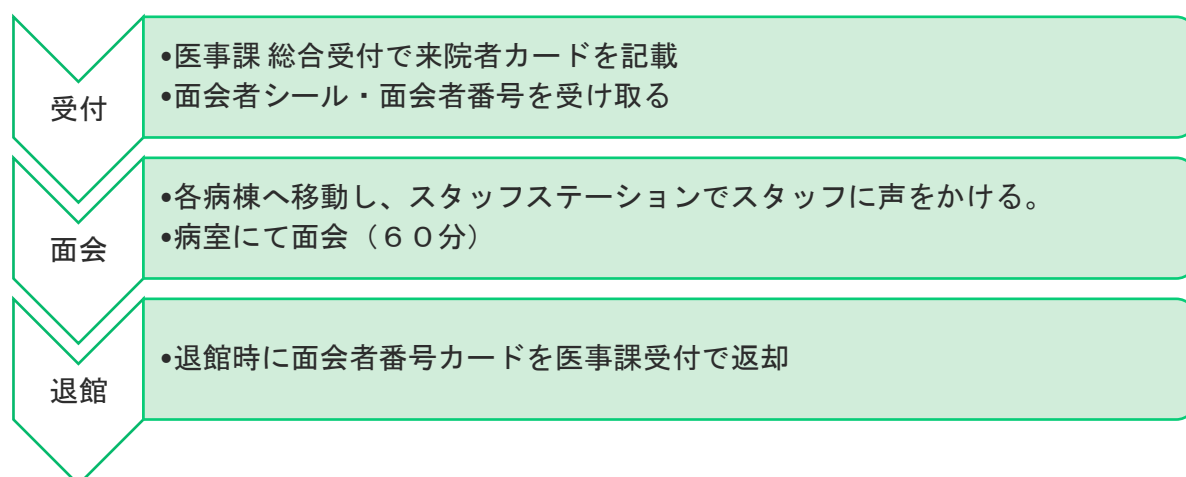 受付
•医事課 総合受付で来院者カードを記載
•面会者シール・面会者番号を受け取る
面会
•各病棟へ移動し、スタッフステーションでスタッフに声をかける。
•病室にて面会（６０分）
退館
•退館時に面会者番号カードを医事課受付で返却